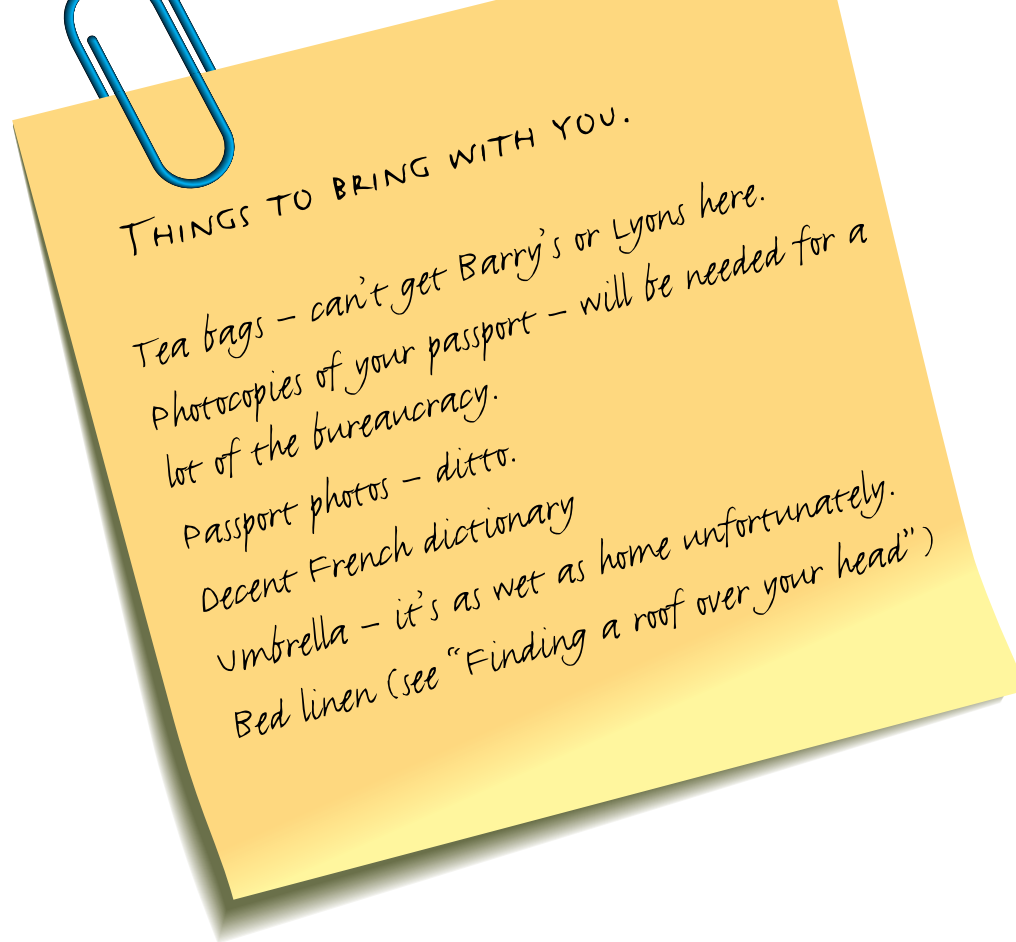 Things to bring with you.
Tea bags – can't get Barry's or Lyons here.
Photocopies of your passport – will be needed for a
lot of the bureaucracy.
Passport photos – ditto.
Decent French dictionary
Umbrella – it's as wet as home unfortunately.
Bed linen (see “Finding a roof over your head”)